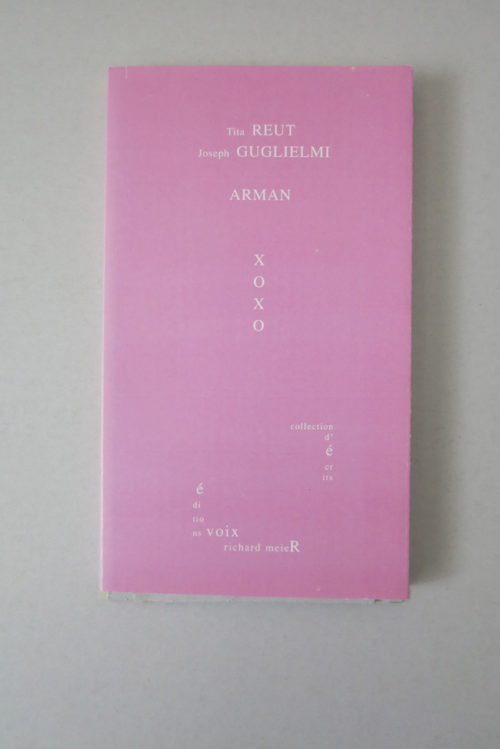 Tita REUT
Joseph GUGLIELMI
ARMAN
X
O
X
O
collection
d'
é
cr
its
é
di
tio
ns voix
richard meieR